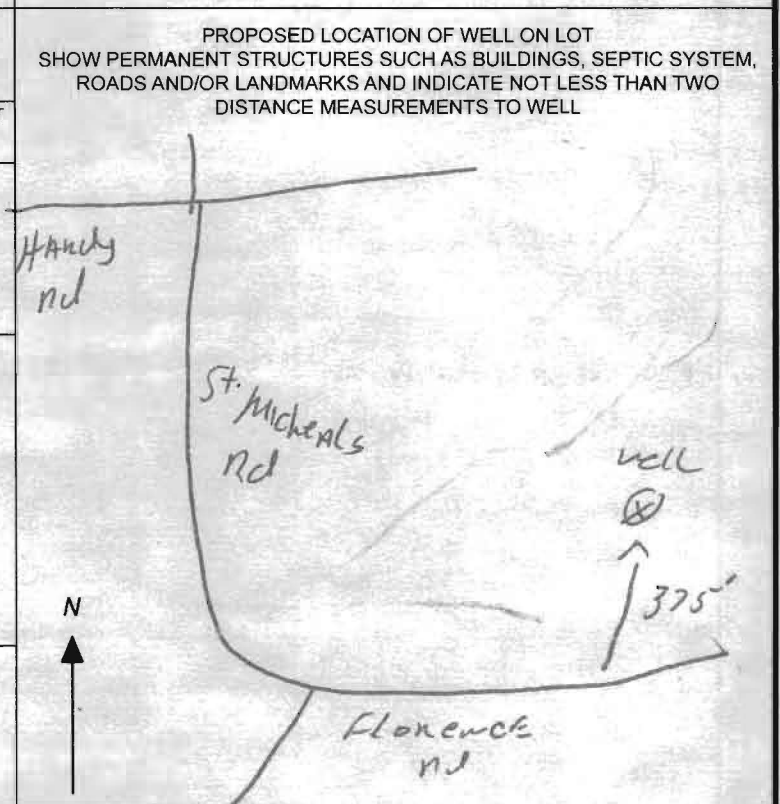 PROPOSED LOCATION OF WELL ON LOT
SHOW PERMANENT STRUCTURES SUCH AS BUILDINGS, SEPTIC SYSTEM,
ROADS AND/OR LANDMARKS AND INDICATE NOT LESS THAN TWO
DISTANCE MEASUREMENTS TO WELL
HAndy
Rd
St. MicheAls
Rd
well
375'
N
Florence
Rd